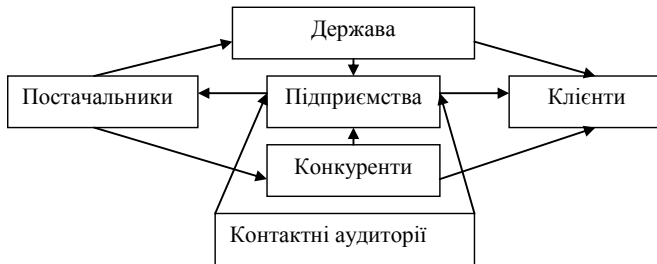 Держава
Постачальники
Підприємства
Клієнти
Конкуренти
Контактні аудиторії